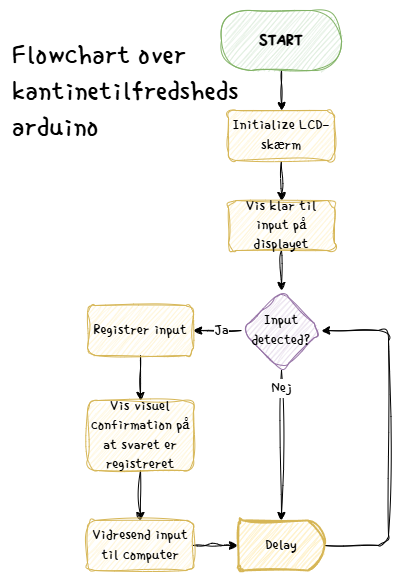 Flowchart over
kantinetilfredsheds
arduino
START
Initialize LCD-
skærm
Vis klar til
input på
displayet
Input
detected?
Ja
Registrer input
Nej
Vis visuel
confirmation på
at svaret er
registreret
Vidresend input
til computer
Delay